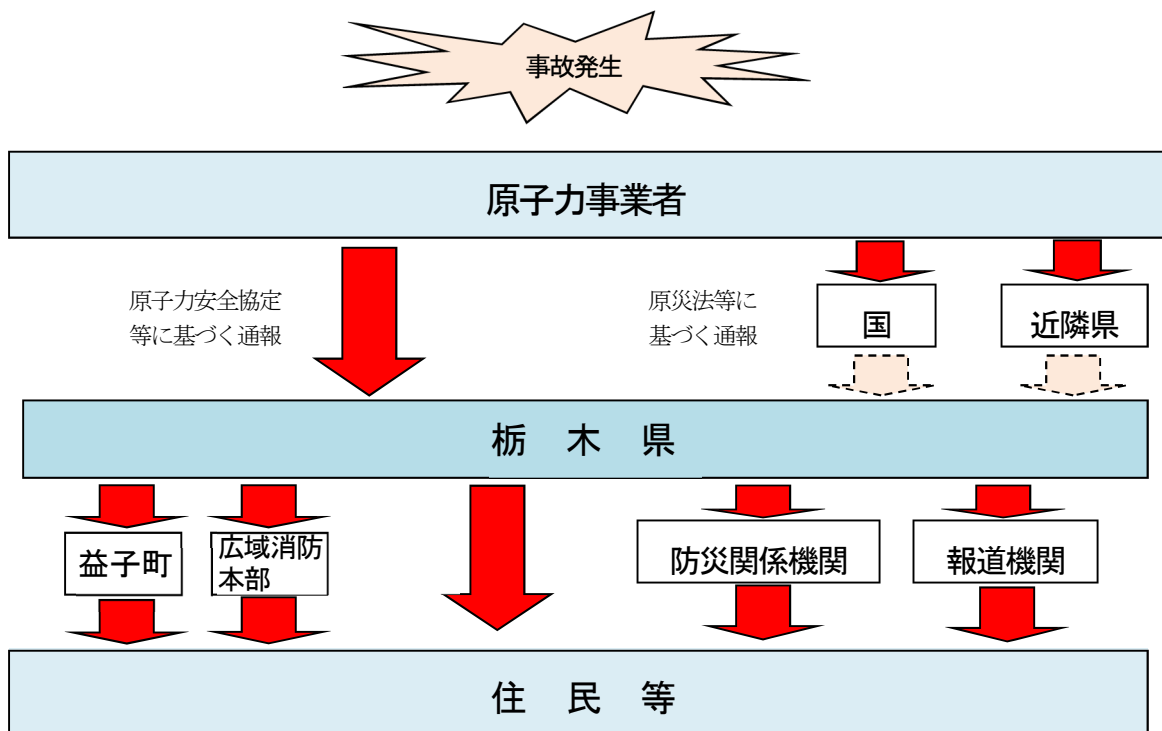 事故発生
原子力事業者
原子力安全協定
等に基づく通報
原災法等に
基づく通報
国
近隣県
栃 木 県
益子町
広域消防
本部
防災関係機関
報道機関
住 民 等